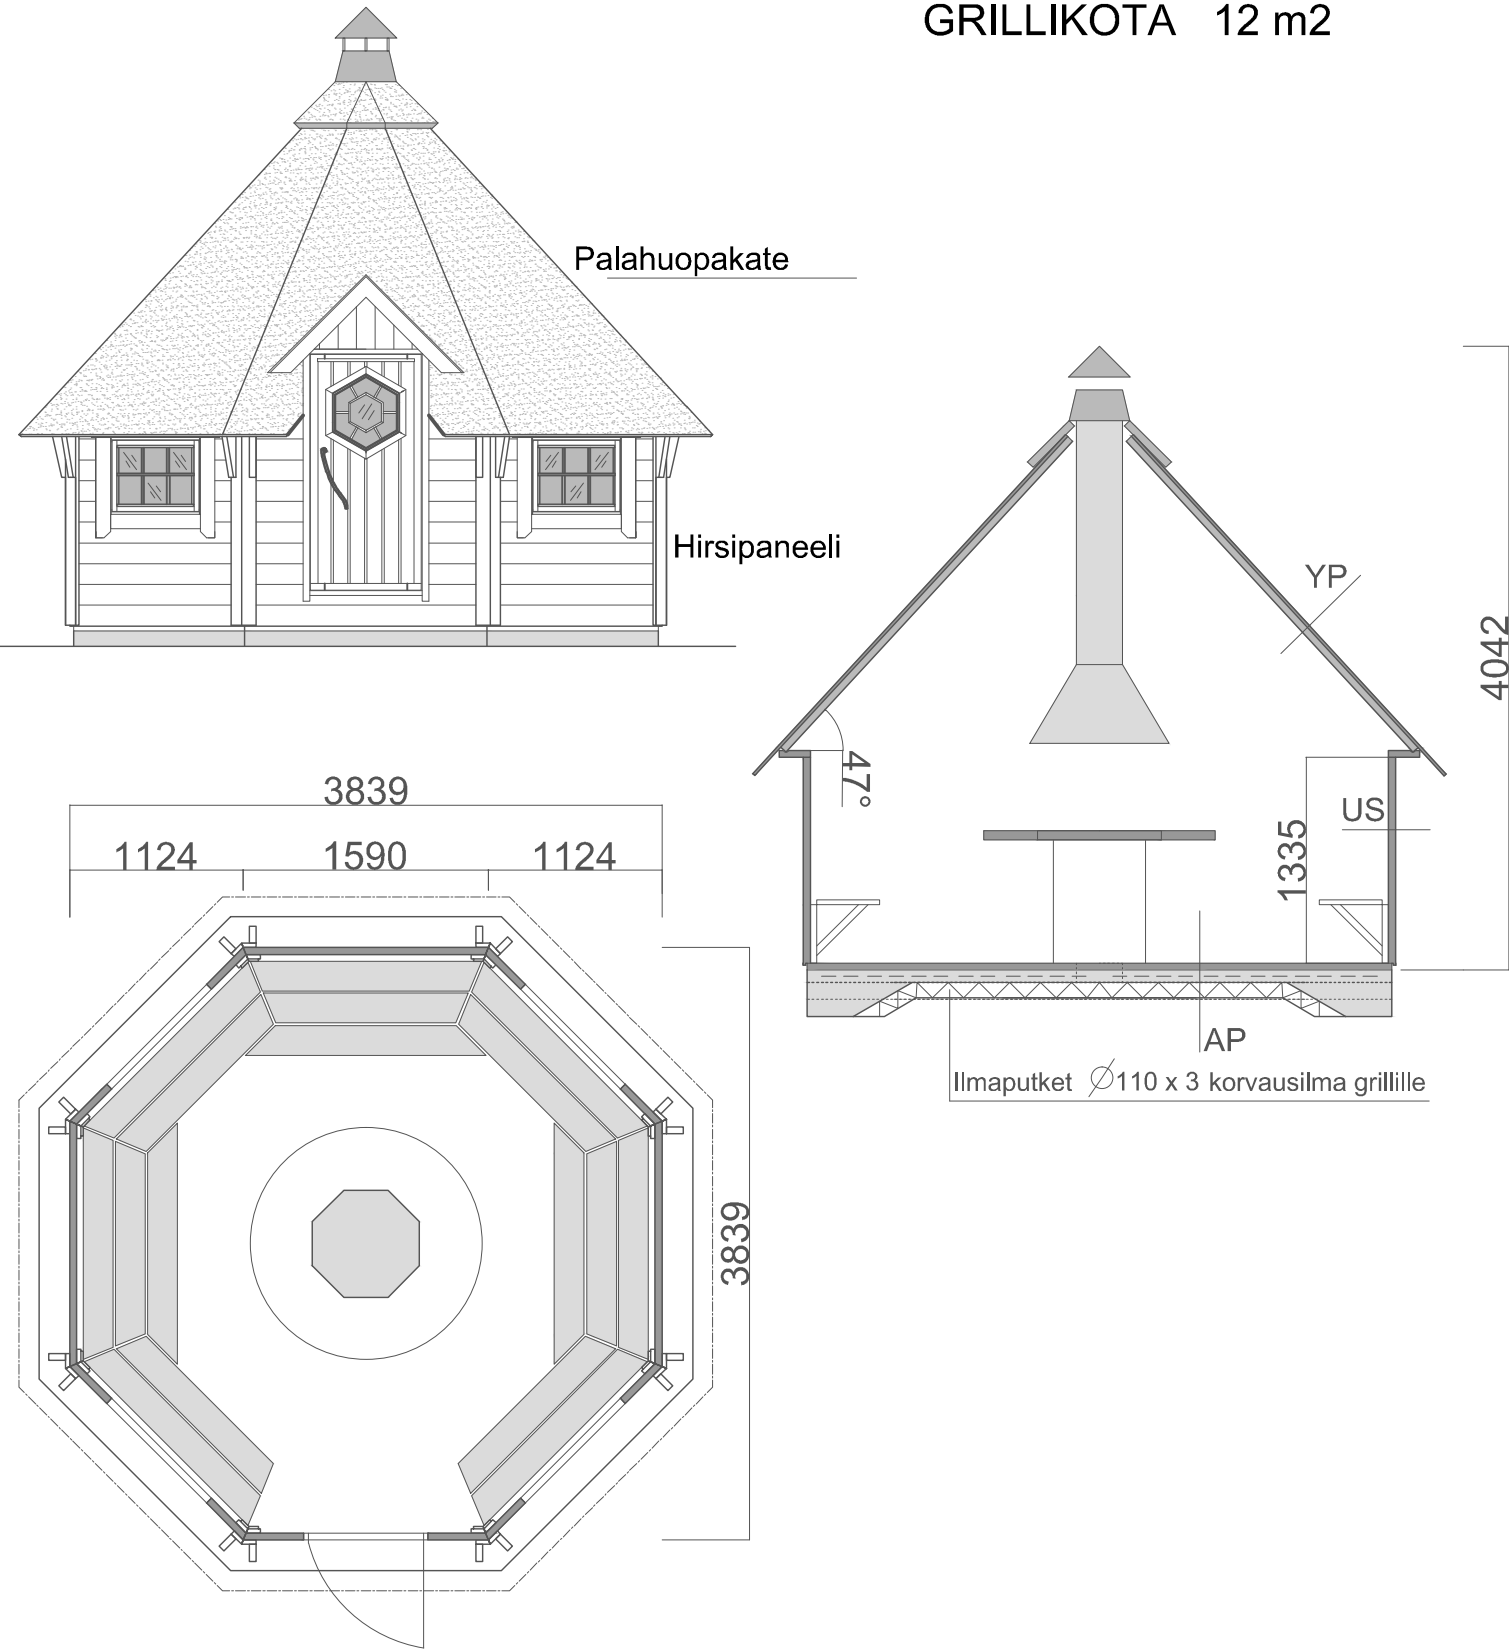 GRILLIKOTA 12 m2
Palahuopakate
Hirsipaneeli
YP
4042
47°
US
1335
AP
Ilmaputket ∅110 x 3 korvausilma grillille
3839
1124 1590 1124
3839